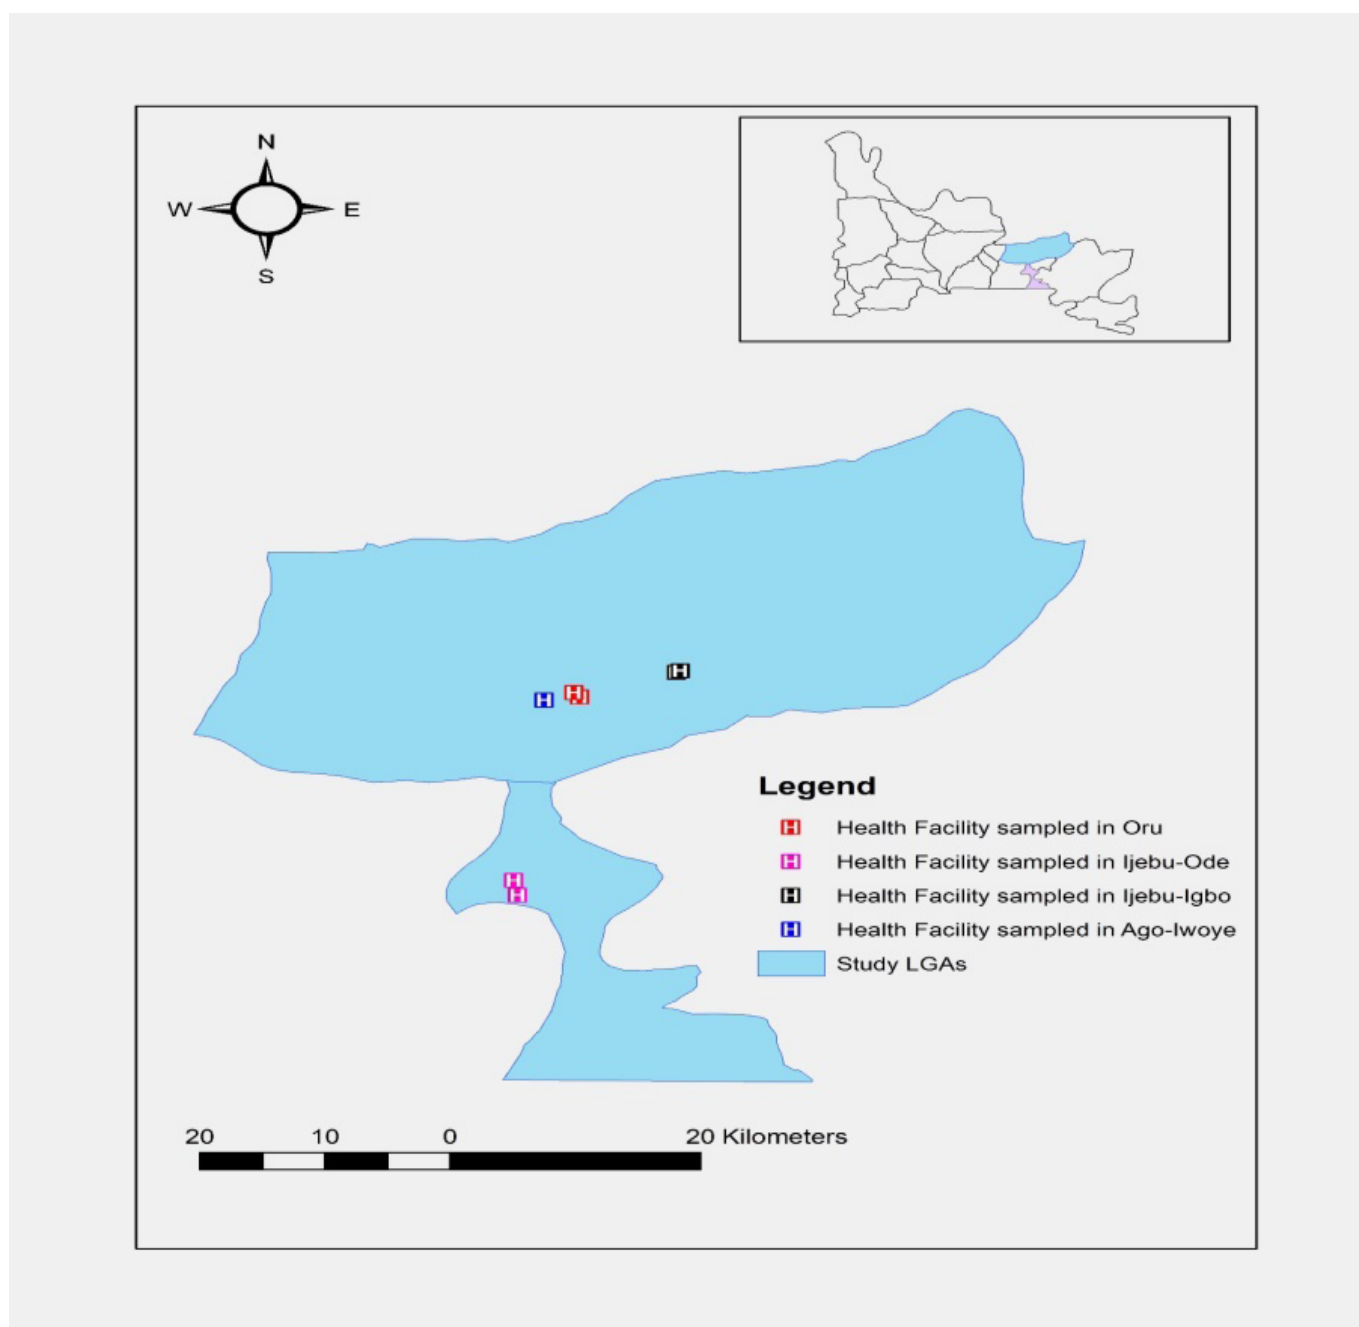 N
W E
S
Legend
H Health Facility sampled in Oru
H Health Facility sampled in Ijebu-Ode
H Health Facility sampled in Ijebu-Igbo
H Health Facility sampled in Ago-Iwoye
Study LGAs
H
H
H
H
H
20 10 0 20 Kilometers